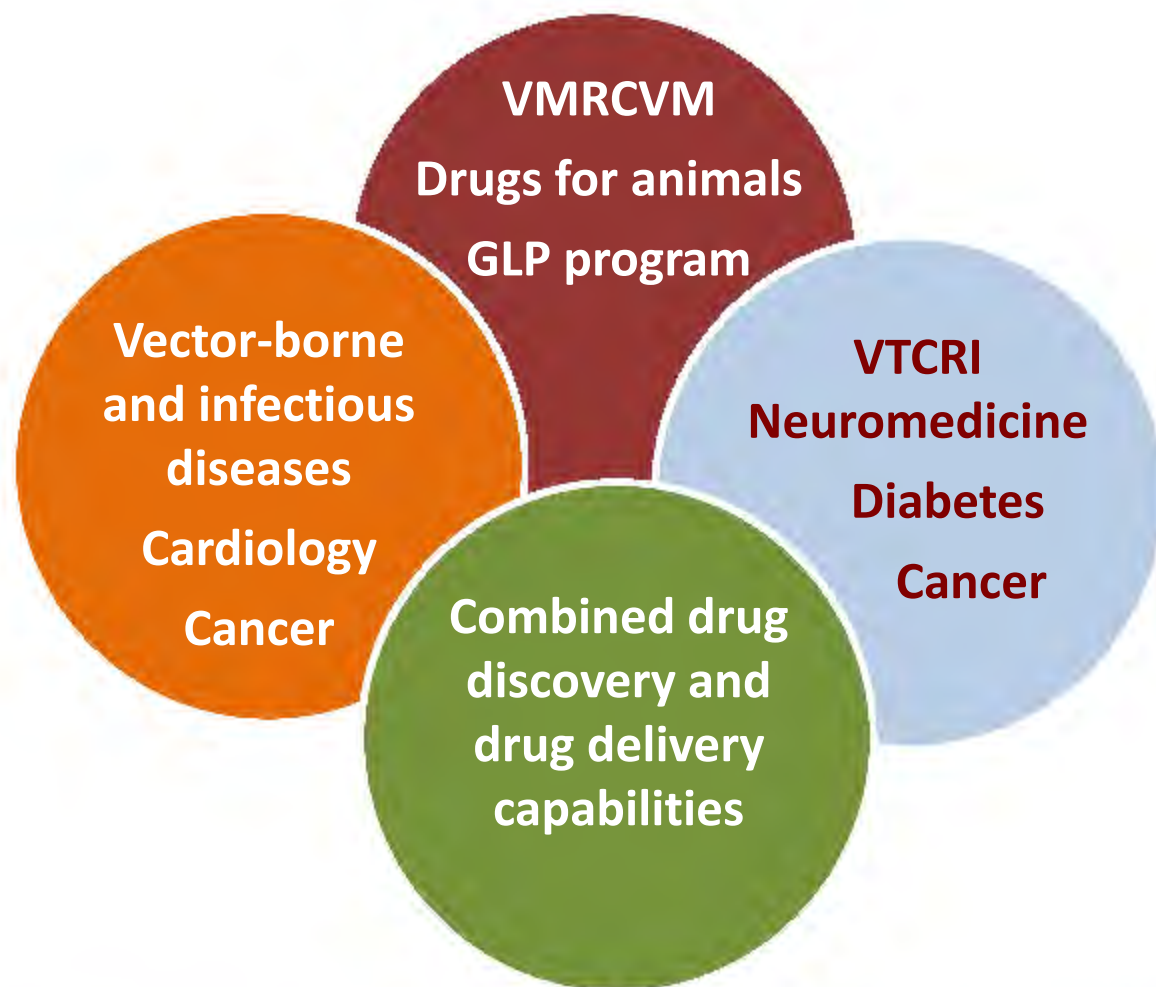 VMRCVM
Drugs for animals
GLP program
Vector-borne
and infectious
diseases
Cardiology
Cancer
VTCRI
Neuromedicine
Diabetes
Cancer
Combined drug
discovery and
drug delivery
capabilities